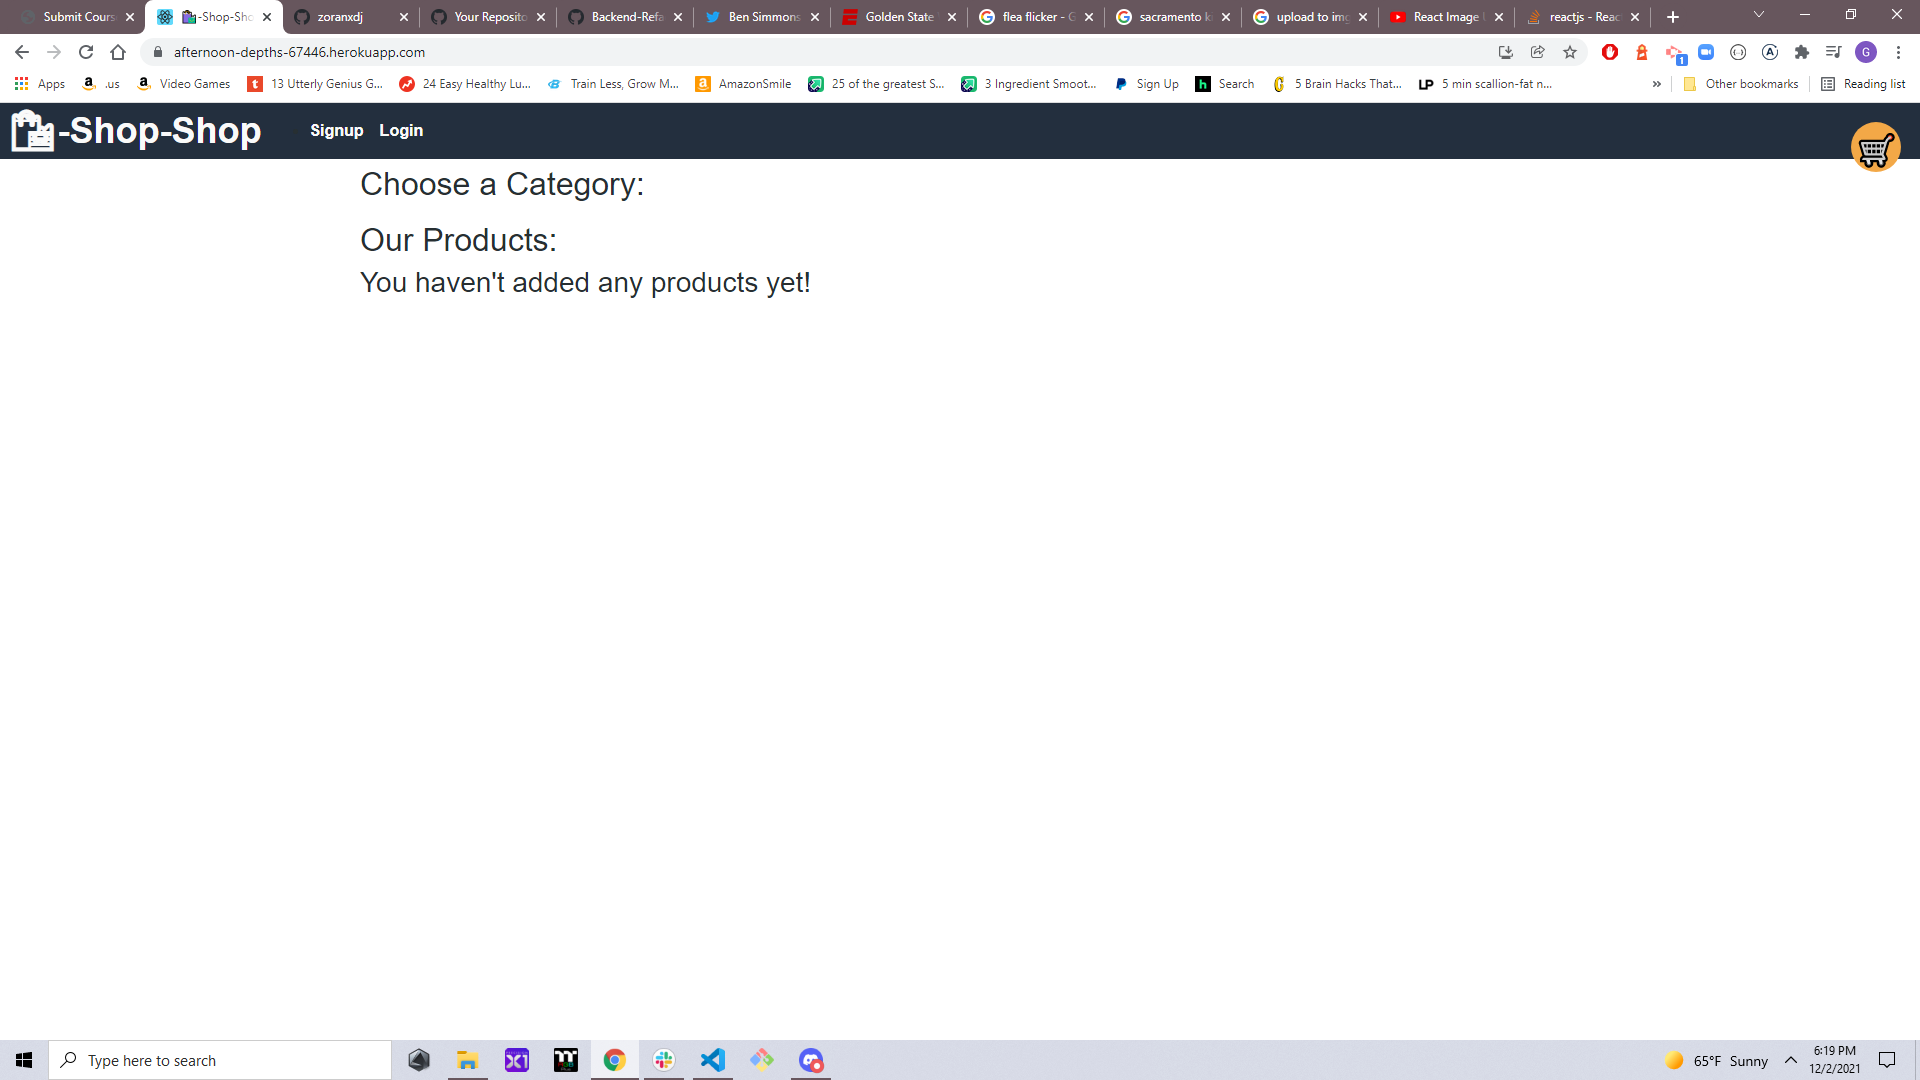 Submit Cours
-Shop-Sho
zoranxdj
Your Reposito
Backend-Refa
Ben Simmons
Golden State
flea flicker - G
sacramento k
upload to img
React Image
reactjs - Reac
afternoon-depths-67446.herokuapp.com
1
G
Apps
.us
Video Games
13 Utterly Genius G...
24 Easy Healthy Lu...
Train Less, Grow M...
AmazonSmile
25 of the greatest S...
3 Ingredient Smoot...
Sign Up
Search
5 Brain Hacks That...
LP 5 min scallion-fat n...
»
Other bookmarks
Reading list
-Shop-Shop
Signup
Login
Choose a Category:
Our Products:
You haven't added any products yet!
Type here to search
65°F Sunny
6:19 PM
12/2/2021